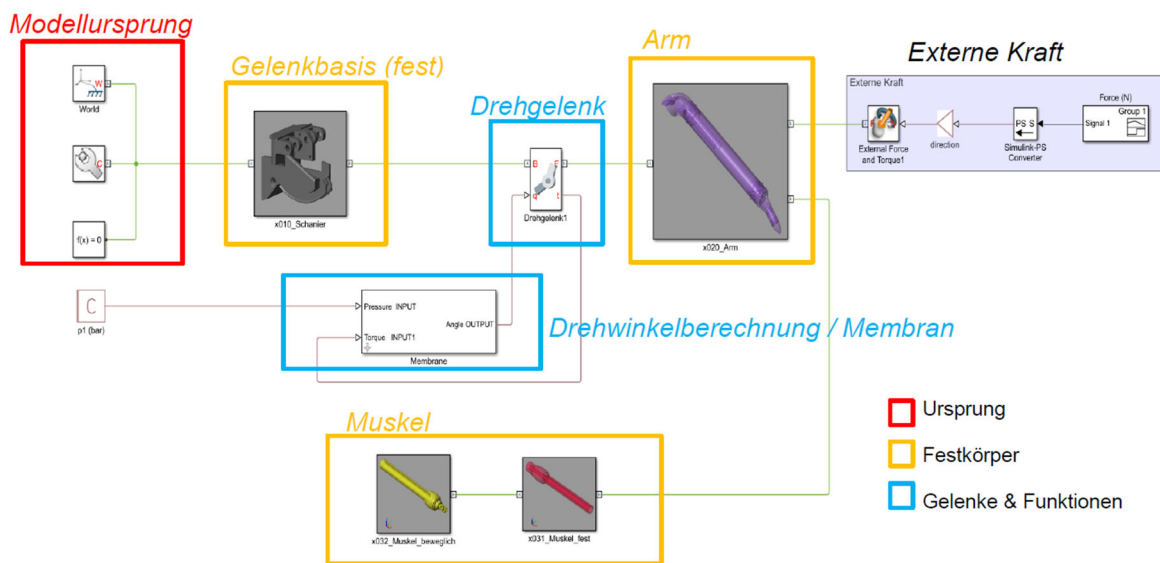 Modellursprung
World
W
C
f(x) = 0
Gelenkbasis (fest)
x010_Schanier
Drehgelenk
B
F
q
t
Drehgelenk1
Arm
x020_Arm
Externe Kraft
Externe Kraft
External Force
and Torque1
direction
PS S
Simulink-PS
Converter
Force (N)
Group 1
Signal 1
C
p1 (bar)
Pressure INPUT
Torque INPUT1
Angle OUTPUT
Membrane
Drehwinkelberechnung / Membran
Muskel
x032_Muskel_beweglich
x031_Muskel_fest
Ursprung
Festkörper
Gelenke & Funktionen